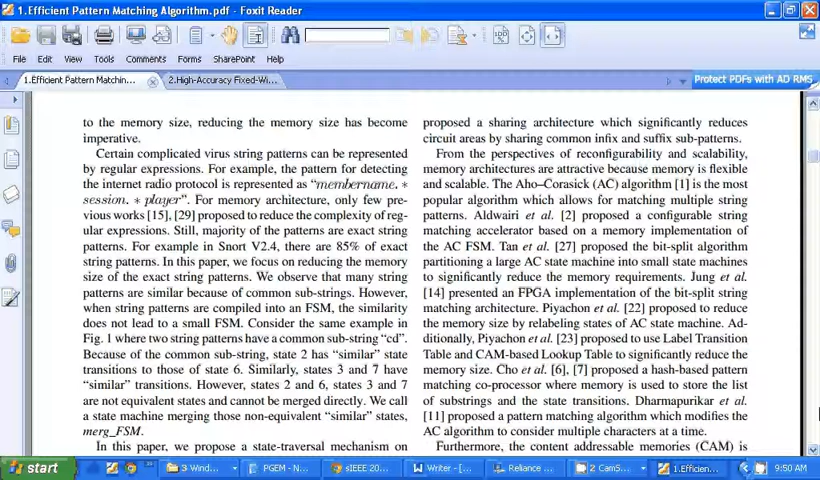 1.Efficient Pattern Matching Algorithm.pdf - Foxit Reader
File Edit View Tools Comments Forms SharePoint Help
1.Efficient Pattern Matchin...
2.High-Accuracy Fixed-Wi...
Protect PDFs with AD RMS
to the memory size, reducing the memory size has become
imperative.
Certain complicated virus string patterns can be represented
by regular expressions. For example, the pattern for detecting
the internet radio protocol is represented as “membername. *
session. * player”. For memory architecture, only few pre-
vious works [15], [29] proposed to reduce the complexity of reg-
ular expressions. Still, majority of the patterns are exact string
patterns. For example in Snort V2.4, there are 85% of exact
string patterns. In this paper, we focus on reducing the memory
size of the exact string patterns. We observe that many string
patterns are similar because of common sub-strings. However,
when string patterns are compiled into an FSM, the similarity
does not lead to a small FSM. Consider the same example in
Fig. 1 where two string patterns have a common sub-string “cd”.
Because of the common sub-string, state 2 has “similar” state
transitions to those of state 6. Similarly, states 3 and 7 have
“similar” transitions. However, states 2 and 6, states 3 and 7
are not equivalent states and cannot be merged directly. We call
a state machine merging those non-equivalent “similar” states,
merg_FSM.
In this paper, we propose a state-traversal mechanism on
proposed a sharing architecture which significantly reduces
circuit areas by sharing common infix and suffix sub-patterns.
From the perspectives of reconfigurability and scalability,
memory architectures are attractive because memory is flexible
and scalable. The Aho–Corasick (AC) algorithm [1] is the most
popular algorithm which allows for matching multiple string
patterns. Aldwairi et al. [2] proposed a configurable string
matching accelerator based on a memory implementation of
the AC FSM. Tan et al. [27] proposed the bit-split algorithm
partitioning a large AC state machine into small state machines
to significantly reduce the memory requirements. Jung et al.
[14] presented an FPGA implementation of the bit-split string
matching architecture. Piyachon et al. [22] proposed to reduce
the memory size by relabeling states of AC state machine. Ad-
ditionally, Piyachon et al. [23] proposed to use Label Transition
Table and CAM-based Lookup Table to significantly reduce the
memory size. Cho et al. [6], [7] proposed a hash-based pattern
matching co-processor where memory is used to store the list
of substrings and the state transitions. Dharmapurikar et al.
[11] proposed a pattern matching algorithm which modifies the
AC algorithm to consider multiple characters at a time.
Furthermore, the content addressable memories (CAM) is
start
3 Wind...
PGEM - N...
sIEEE 20...
Writer - [...
Reliance ...
2 CamS...
1.Efficien...
9:50 AM